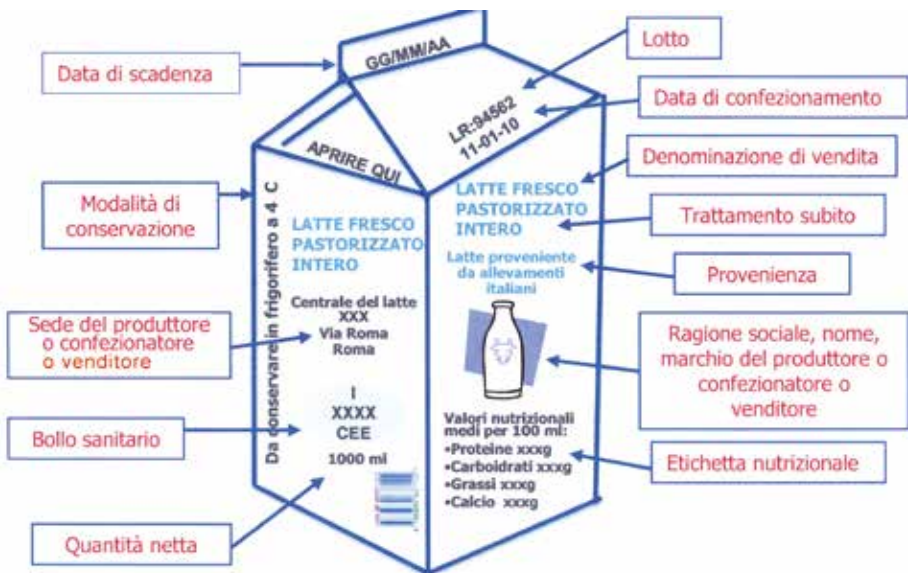 Data di scadenza
Modalità di
conservazione
Sede del produttore
o confezionatore
o venditore
Bollo sanitario
Quantità netta
GG/MM/AA
APRIRE QUI
LR:94562
11-01-10
Da conservare in frigorifero a 4 C
LATTE FRESCO
PASTORIZZATO
INTERO
Centrale del latte
XXX
Via Roma
Roma
I
XXXX
CEE
1000 ml
LATTE FRESCO
PASTORIZZATO
INTERO
Latte proveniente
da allevamenti
italiani
Valori nutrizionali
medi per 100 ml:
•Proteine xxxg
•Carboidrati xxxg
•Grassi xxxg
•Calcio xxxg
Lotto
Data di confezionamento
Denominazione di vendita
Trattamento subito
Provenienza
Ragione sociale, nome,
marchio del produttore o
confezionatore o
venditore
Etichetta nutrizionale